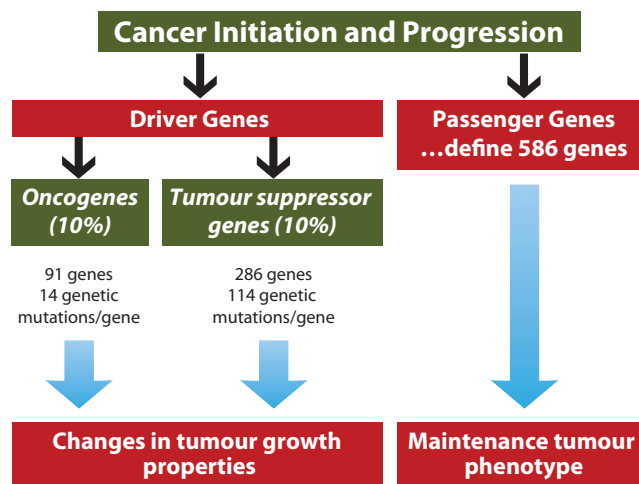 Cancer Initiation and Progression
Driver Genes
Passenger Genes
...define 586 genes
Oncogenes
(10%)
Tumour suppressor
genes (10%)
91 genes
14 genetic
mutations/gene
286 genes
114 genetic
mutations/gene
Changes in tumour growth
properties
Maintenance tumour
phenotype